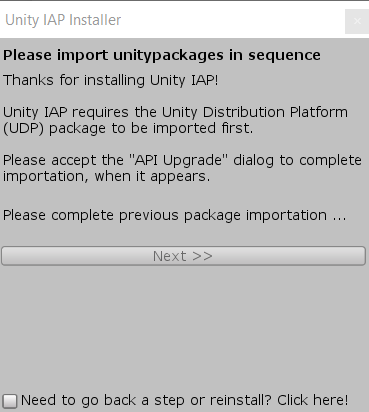 Unity IAP Installer
Please import unitypackages in sequence
Thanks for installing Unity IAP!
Unity IAP requires the Unity Distribution Platform
(UDP) package to be imported first.
Please accept the "API Upgrade" dialog to complete
importation, when it appears.
Please complete previous package importation ...
Next >>
Need to go back a step or reinstall? Click here!